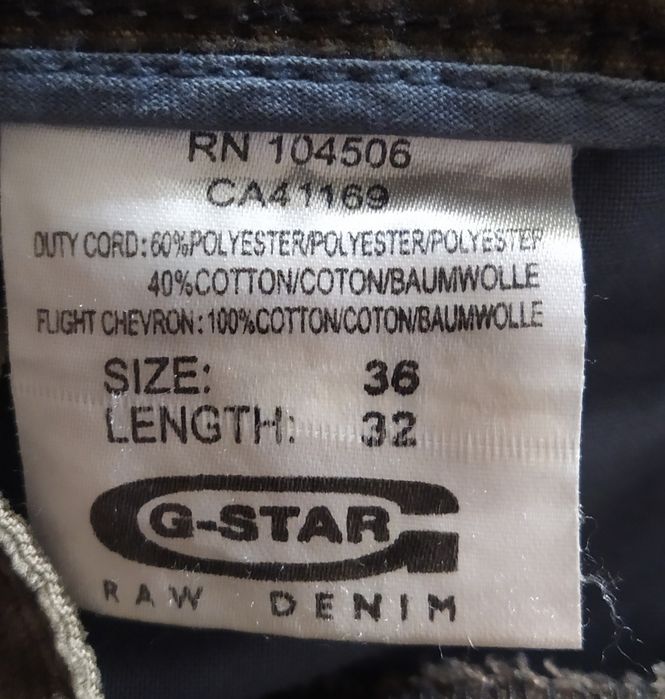 RN 104506
CA41169
DUTY CORD:60%POLYESTER/POLYESTER/POLYESTER
40%COTTON/COTON/BAUMWOLLE
FLIGHT CHEVRON:100%COTTON/COTON/BAUMWOLLE
SIZE: 36
LENGTH: 32
G-STAR
RAW DENIM